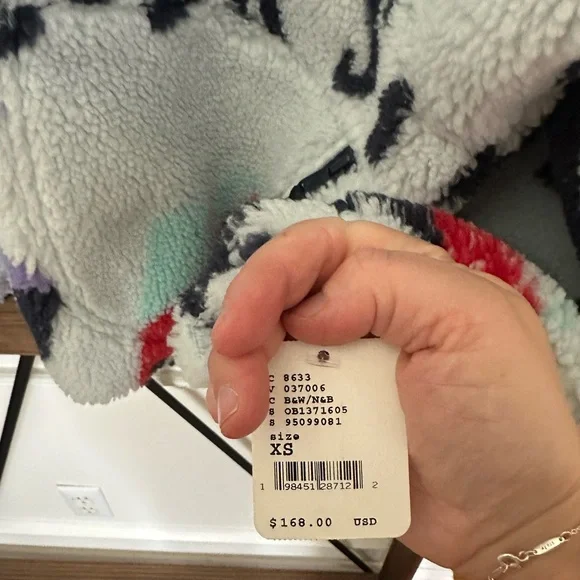 C 8633
V 037006
C B&W/N&B
S OB1371605
S 95099081
size
XS
1 98451 28712 2
$168.00 USD